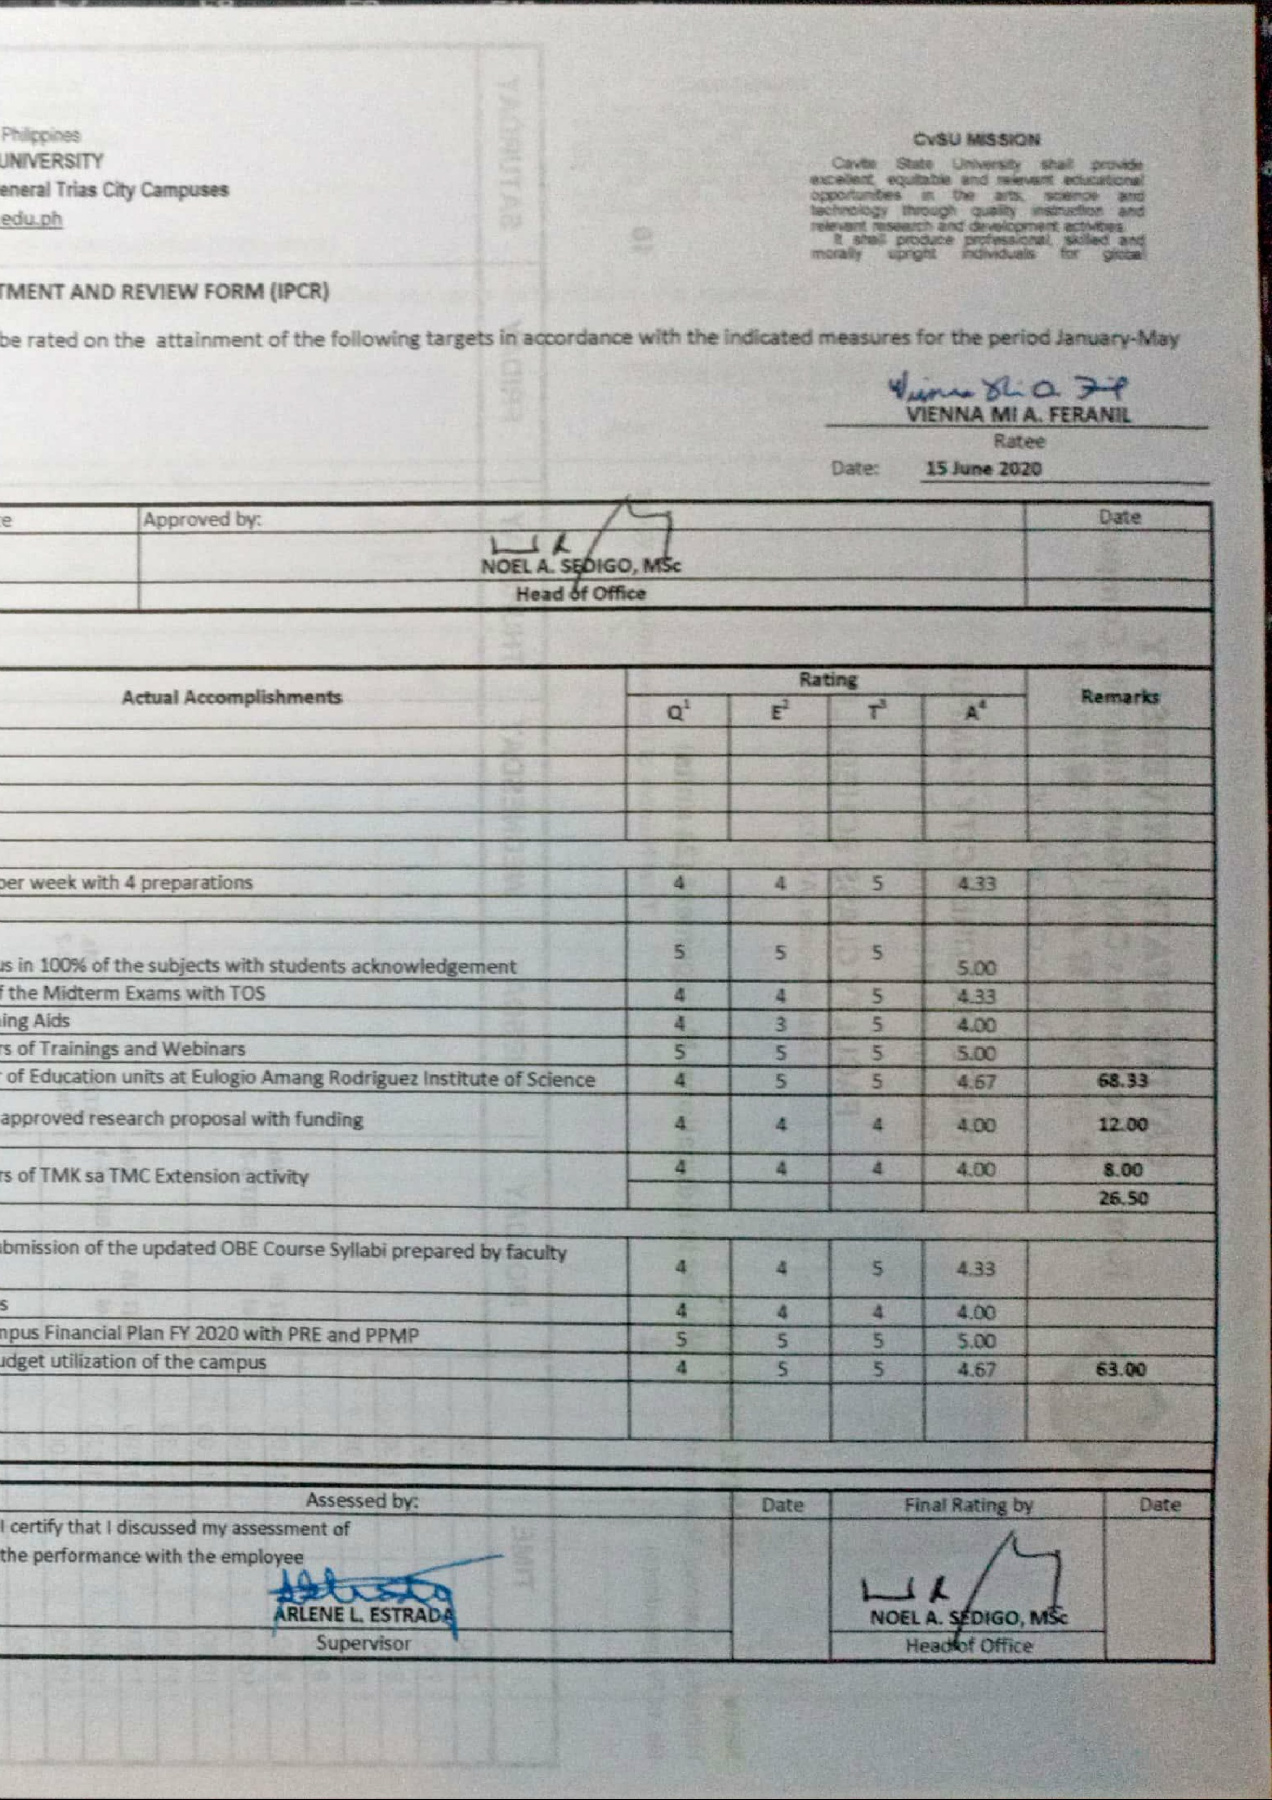 Philippines
UNIVERSITY
eneral Trias City Campuses
edu.ph
CvSU MISSION
Cavite State University shall provide
excellent, equitable and relevant educational
opportunities in the arts, science and
technology through quality instruction and
relevant research and development activities.
It shall produce professional, skilled and
morally upright individuals for global
TMENT AND REVIEW FORM (IPCR)
be rated on the attainment of the following targets in accordance with the indicated measures for the period January-May
VIENNA MI A. FERANIL
Ratee
Date: 15 June 2020
e Approved by: Date
NOEL A. SEDIGO, MSc
Head of Office
Actual Accomplishments Rating Remarks
Q1 E2 T3 A4
per week with 4 preparations 4 4 5 4.33
us in 100% of the subjects with students acknowledgement 5 5 5 5.00
f the Midterm Exams with TOS 4 4 5 4.33
ing Aids 4 3 5 4.00
rs of Trainings and Webinars 5 5 5 5.00
of Education units at Eulogio Amang Rodriguez Institute of Science 4 5 5 4.67 68.33
approved research proposal with funding 4 4 4 4.00 12.00
rs of TMK sa TMC Extension activity 4 4 4 4.00 8.00
26.50
ubmission of the updated OBE Course Syllabi prepared by faculty 4 4 5 4.33
s 4 4 4 4.00
mpus Financial Plan FY 2020 with PRE and PPMP 5 5 5 5.00
udget utilization of the campus 4 5 5 4.67 63.00
Assessed by: Date Final Rating by Date
I certify that I discussed my assessment of
the performance with the employee
ARLENE L. ESTRADA NOEL A. SEDIGO, MSc
Supervisor Head of Office